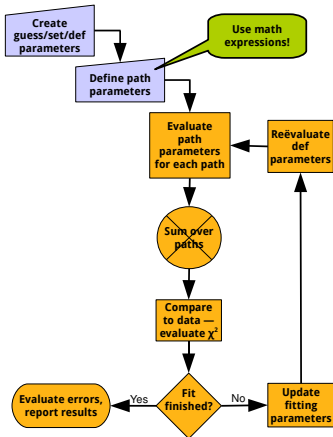 Create
guess/set/def
parameters
Use math
expressions!
Define path
parameters
Evaluate
path
parameters
for each path
Reëvaluate
def
parameters
Sum over
paths
Compare
to data —
evaluate χ²
Fit
finished?
Yes
No
Evaluate errors,
report results
Update
fitting
parameters